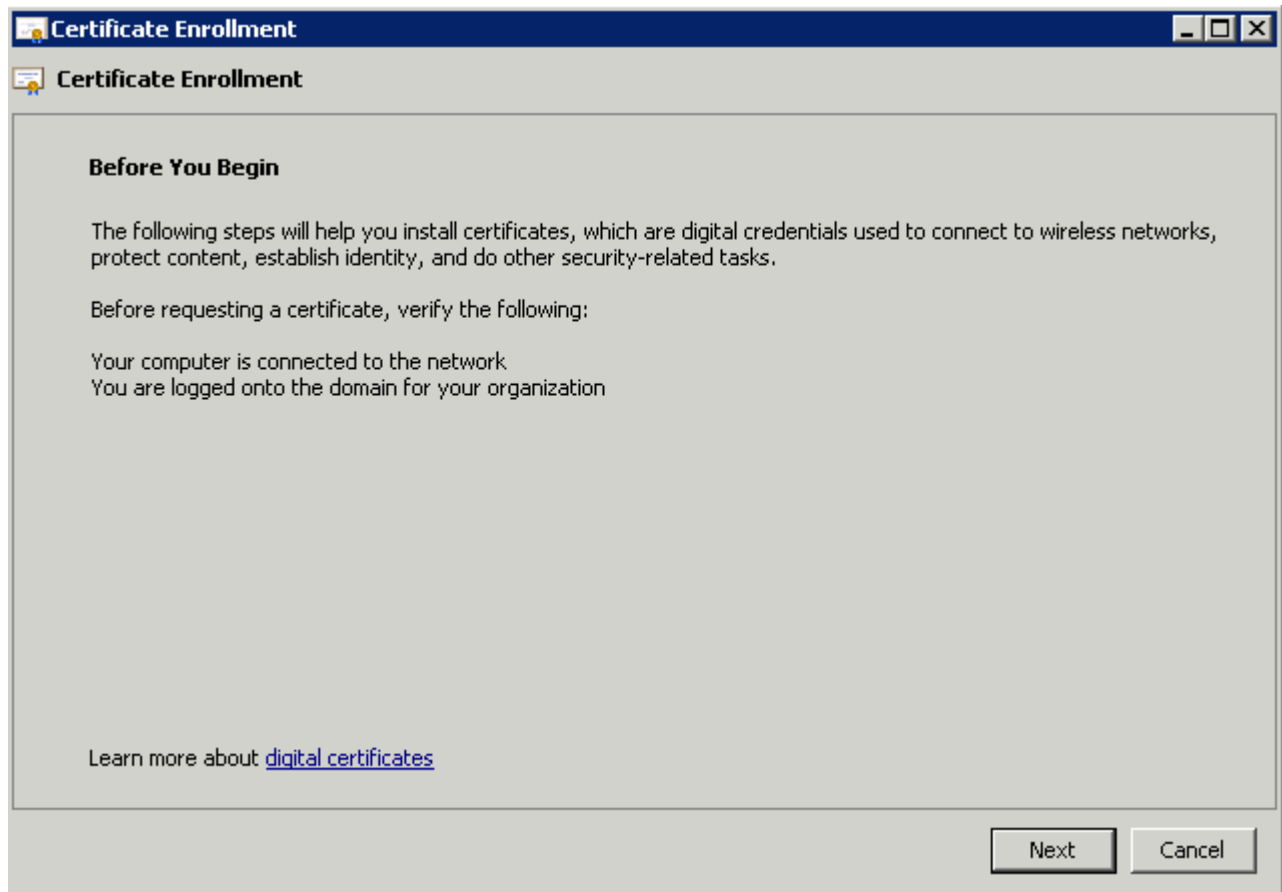 Certificate Enrollment
Certificate Enrollment
Before You Begin
The following steps will help you install certificates, which are digital credentials used to connect to wireless networks,
protect content, establish identity, and do other security-related tasks.
Before requesting a certificate, verify the following:
Your computer is connected to the network
You are logged onto the domain for your organization
Learn more about digital certificates
Next Cancel